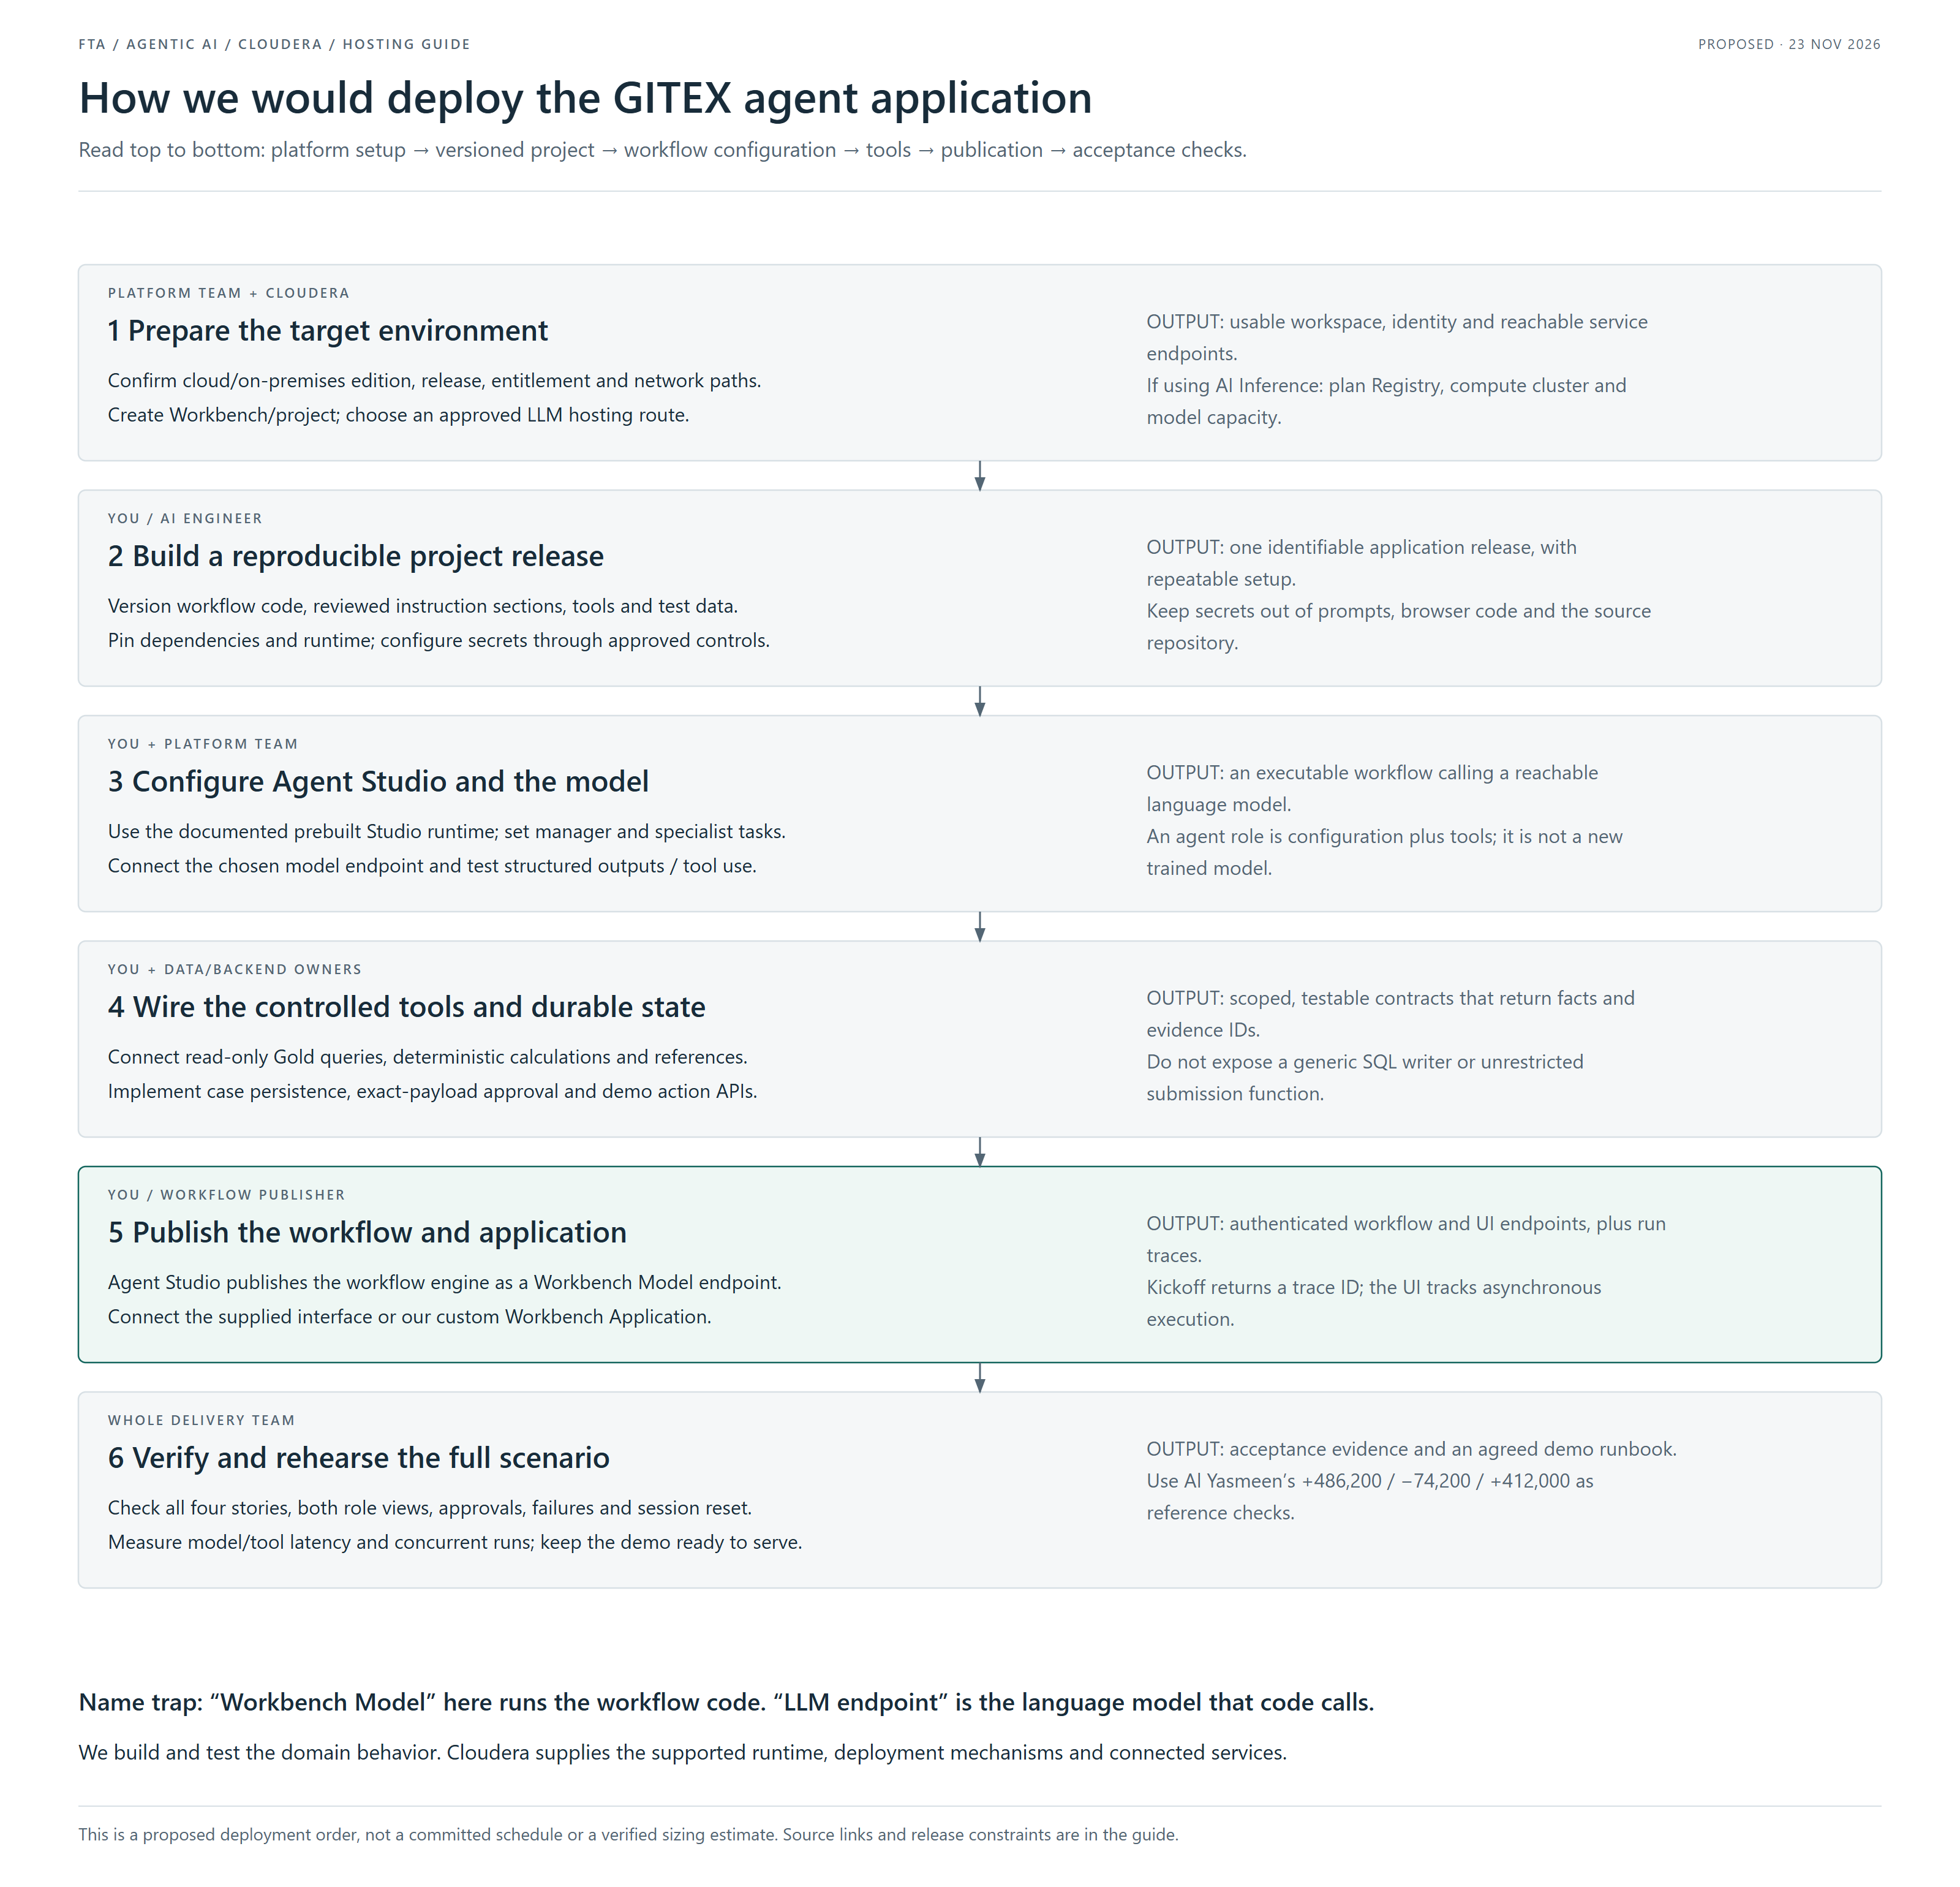 FTA / AGENTIC AI / CLOUDERA / HOSTING GUIDE
PROPOSED · 23 NOV 2026
How we would deploy the GITEX agent application
Read top to bottom: platform setup → versioned project → workflow configuration → tools → publication → acceptance checks.
PLATFORM TEAM + CLOUDERA
1 Prepare the target environment
Confirm cloud/on-premises edition, release, entitlement and network paths.
Create Workbench/project; choose an approved LLM hosting route.
OUTPUT: usable workspace, identity and reachable service
endpoints.
If using AI Inference: plan Registry, compute cluster and
model capacity.
YOU / AI ENGINEER
2 Build a reproducible project release
Version workflow code, reviewed instruction sections, tools and test data.
Pin dependencies and runtime; configure secrets through approved controls.
OUTPUT: one identifiable application release, with
repeatable setup.
Keep secrets out of prompts, browser code and the source
repository.
YOU + PLATFORM TEAM
3 Configure Agent Studio and the model
Use the documented prebuilt Studio runtime; set manager and specialist tasks.
Connect the chosen model endpoint and test structured outputs / tool use.
OUTPUT: an executable workflow calling a reachable
language model.
An agent role is configuration plus tools; it is not a new
trained model.
YOU + DATA/BACKEND OWNERS
4 Wire the controlled tools and durable state
Connect read-only Gold queries, deterministic calculations and references.
Implement case persistence, exact-payload approval and demo action APIs.
OUTPUT: scoped, testable contracts that return facts and
evidence IDs.
Do not expose a generic SQL writer or unrestricted
submission function.
YOU / WORKFLOW PUBLISHER
5 Publish the workflow and application
Agent Studio publishes the workflow engine as a Workbench Model endpoint.
Connect the supplied interface or our custom Workbench Application.
OUTPUT: authenticated workflow and UI endpoints, plus run
traces.
Kickoff returns a trace ID; the UI tracks asynchronous
execution.
WHOLE DELIVERY TEAM
6 Verify and rehearse the full scenario
Check all four stories, both role views, approvals, failures and session reset.
Measure model/tool latency and concurrent runs; keep the demo ready to serve.
OUTPUT: acceptance evidence and an agreed demo runbook.
Use Al Yasmeen’s +486,200 / −74,200 / +412,000 as
reference checks.
Name trap: “Workbench Model” here runs the workflow code. “LLM endpoint” is the language model that code calls.
We build and test the domain behavior. Cloudera supplies the supported runtime, deployment mechanisms and connected services.
This is a proposed deployment order, not a committed schedule or a verified sizing estimate. Source links and release constraints are in the guide.